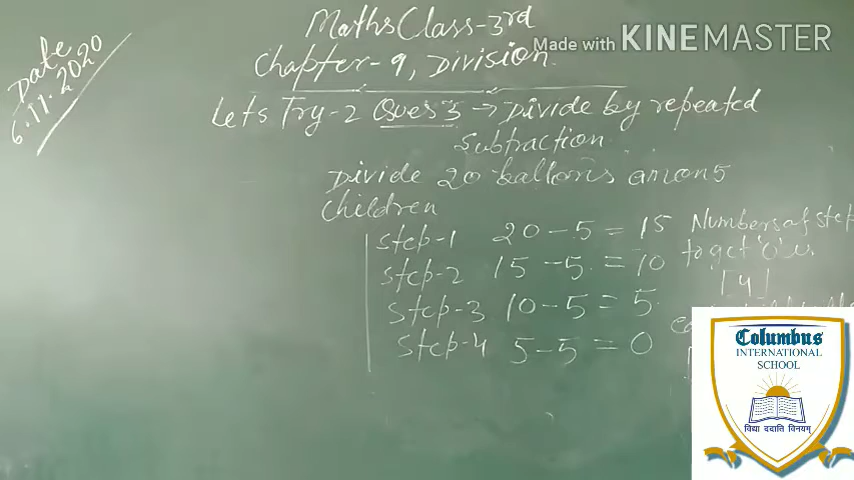 Date
6.11.2020
Maths Class-3rd
Made with KINEMASTER
Chapter-9, Division
Lets Try-2 Ques 3 → Divide by repeated
Subtraction
Divide 20 ballons among 5
Children
Step-1 20 - 5 = 15
Step-2 15 - 5 = 10
Step-3 10 - 5 = 5
Step-4 5 - 5 = 0
Numbers of step
to get '0' is
[4]
Columbus
INTERNATIONAL
SCHOOL
विद्या ददाति विनयम्